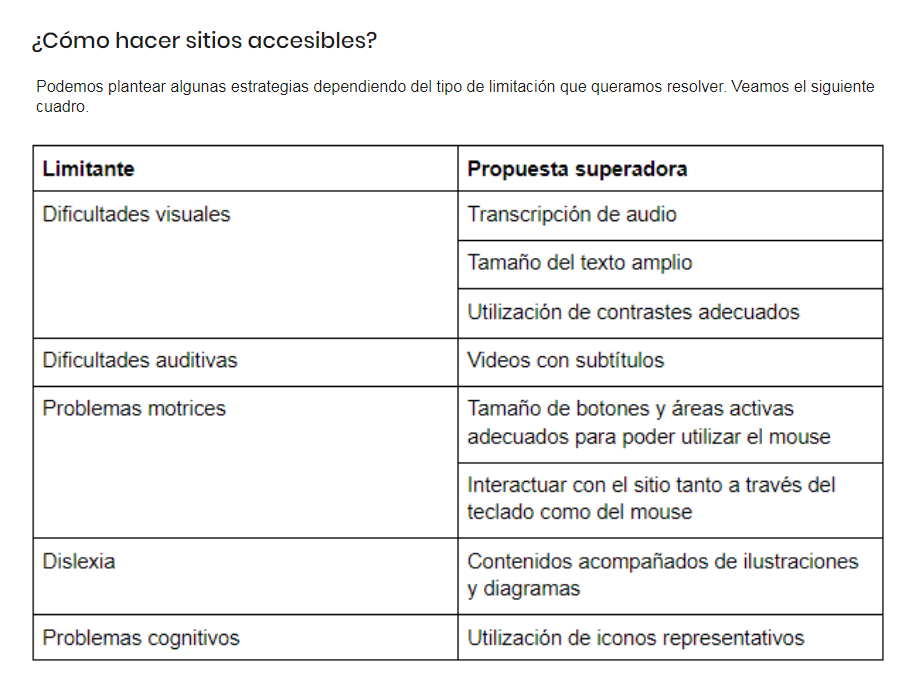 ¿Cómo hacer sitios accesibles?
Podemos plantear algunas estrategias dependiendo del tipo de limitación que queramos resolver. Veamos el siguiente
cuadro.
Limitante
Propuesta superadora
Dificultades visuales
Transcripción de audio
Tamaño del texto amplio
Utilización de contrastes adecuados
Dificultades auditivas
Videos con subtítulos
Problemas motrices
Tamaño de botones y áreas activas
adecuados para poder utilizar el mouse
Interactuar con el sitio tanto a través del
teclado como del mouse
Dislexia
Contenidos acompañados de ilustraciones
y diagramas
Problemas cognitivos
Utilización de iconos representativos